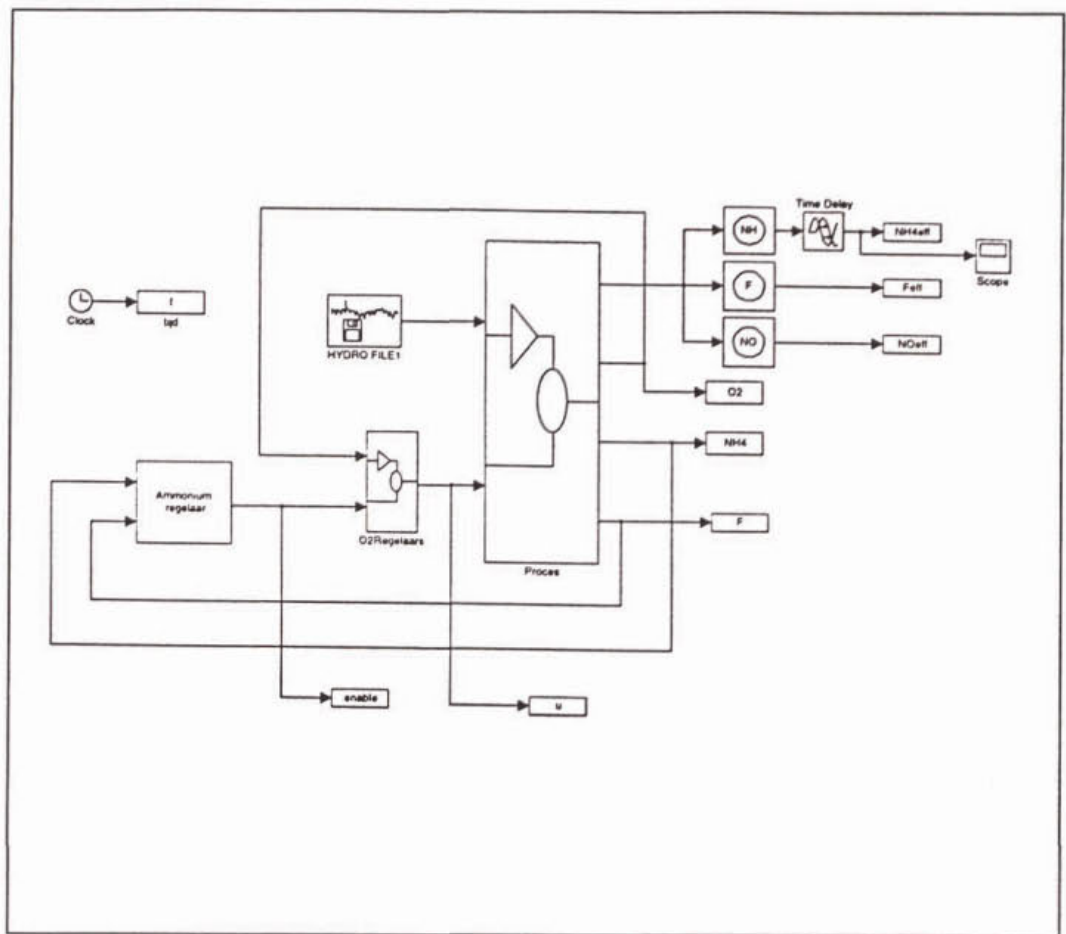 Time Delay
NH
NH4eff
Scope
F
Feff
Clock
t
tijd
HYDRO FILE1
NO
NOeff
O2
NH4
Ammonium
regelaar
O2Regelaars
F
Proces
enable
u